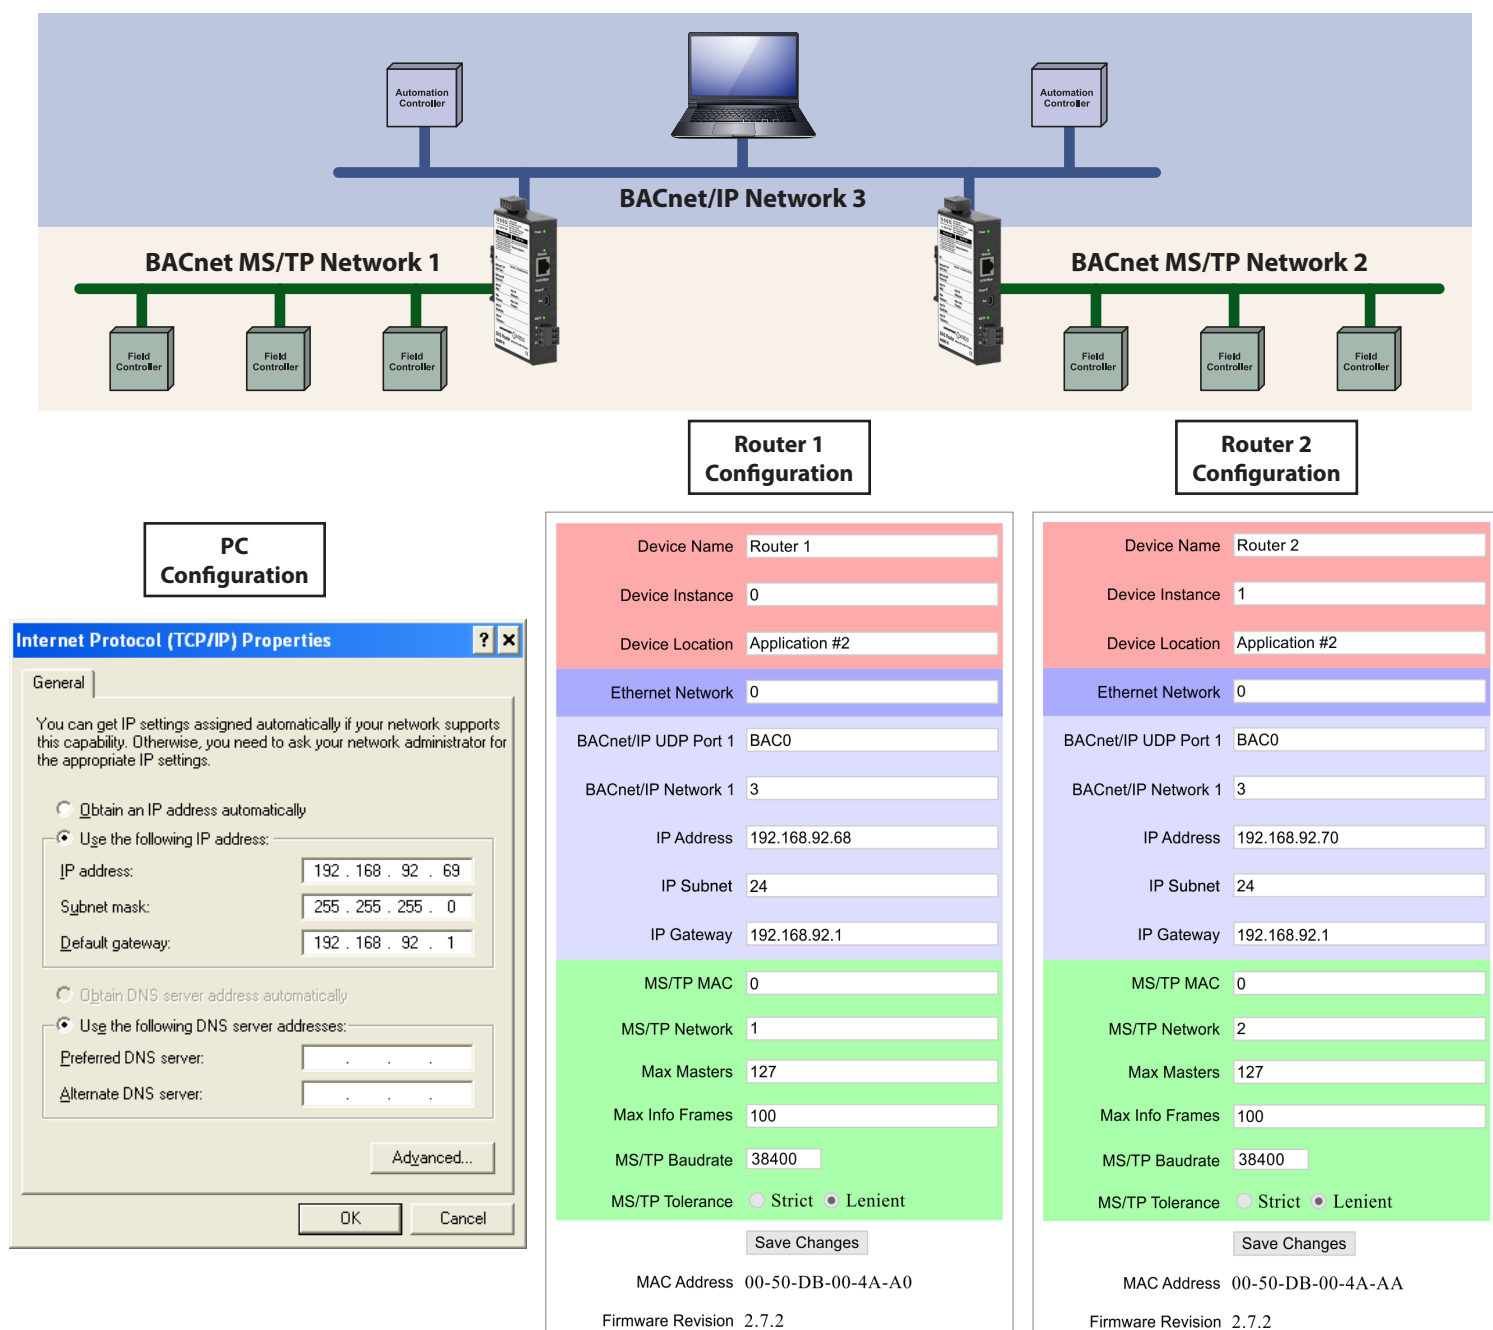 Automation
Controller
Automation
Controller
BACnet/IP Network 3
BACnet MS/TP Network 1
BACnet MS/TP Network 2
Field
Controller
Field
Controller
Field
Controller
Field
Controller
Field
Controller
Field
Controller
Router 1
Configuration
Router 2
Configuration
PC
Configuration
Internet Protocol (TCP/IP) Properties
General
You can get IP settings assigned automatically if your network supports
this capability. Otherwise, you need to ask your network administrator for
the appropriate IP settings.
Obtain an IP address automatically
Use the following IP address:
IP address: 192 . 168 . 92 . 69
Subnet mask: 255 . 255 . 255 . 0
Default gateway: 192 . 168 . 92 . 1
Obtain DNS server address automatically
Use the following DNS server addresses:
Preferred DNS server: . . .
Alternate DNS server: . . .
Advanced...
OK Cancel
Device Name Router 1
Device Instance 0
Device Location Application #2
Ethernet Network 0
BACnet/IP UDP Port 1 BAC0
BACnet/IP Network 1 3
IP Address 192.168.92.68
IP Subnet 24
IP Gateway 192.168.92.1
MS/TP MAC 0
MS/TP Network 1
Max Masters 127
Max Info Frames 100
MS/TP Baudrate 38400
MS/TP Tolerance Strict Lenient
Save Changes
MAC Address 00-50-DB-00-4A-A0
Firmware Revision 2.7.2
Device Name Router 2
Device Instance 1
Device Location Application #2
Ethernet Network 0
BACnet/IP UDP Port 1 BAC0
BACnet/IP Network 1 3
IP Address 192.168.92.70
IP Subnet 24
IP Gateway 192.168.92.1
MS/TP MAC 0
MS/TP Network 2
Max Masters 127
Max Info Frames 100
MS/TP Baudrate 38400
MS/TP Tolerance Strict Lenient
Save Changes
MAC Address 00-50-DB-00-4A-AA
Firmware Revision 2.7.2